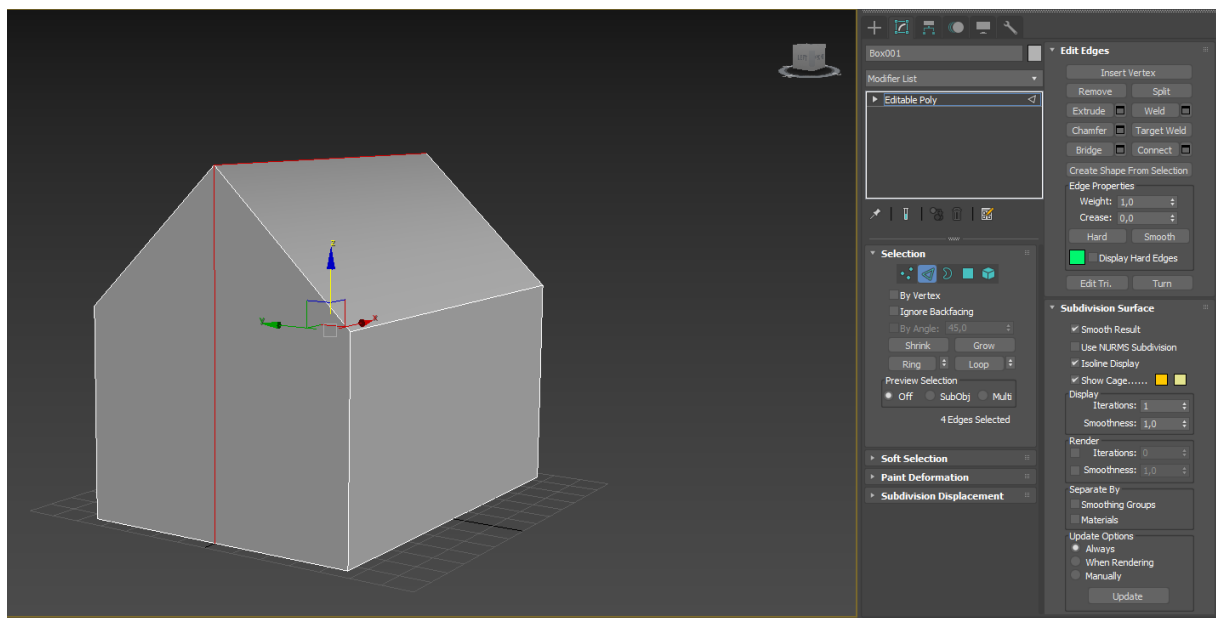 z
y
x
Box001
Modifier List
Editable Poly
Selection
By Vertex
Ignore Backfacing
By Angle: 45,0
Shrink Grow
Ring Loop
Preview Selection
Off SubObj Multi
4 Edges Selected
Soft Selection
Paint Deformation
Subdivision Displacement
Edit Edges
Insert Vertex
Remove Split
Extrude Weld
Chamfer Target Weld
Bridge Connect
Create Shape From Selection
Edge Properties
Weight: 1,0
Crease: 0,0
Hard Smooth
Display Hard Edges
Edit Tri. Turn
Subdivision Surface
Smooth Result
Use NURMS Subdivision
Isoline Display
Show Cage......
Display
Iterations: 1
Smoothness: 1,0
Render
Iterations: 0
Smoothness: 1,0
Separate By
Smoothing Groups
Materials
Update Options
Always
When Rendering
Manually
Update